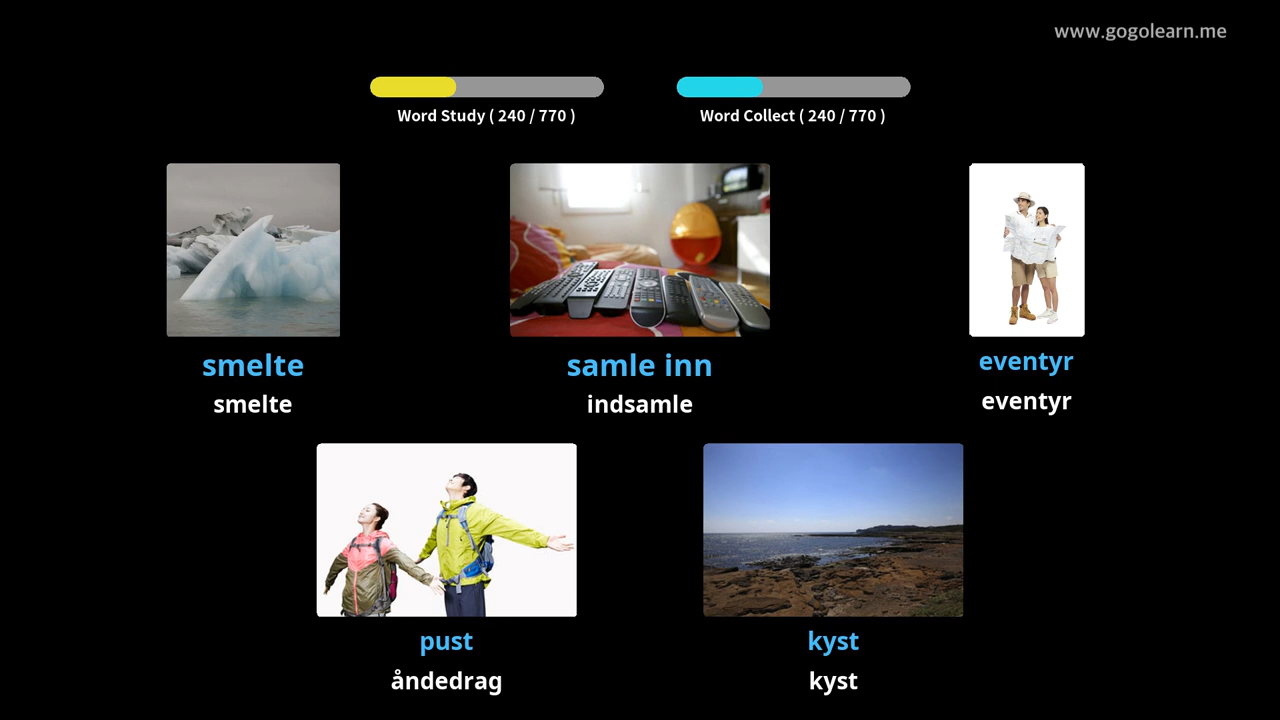 www.gogolearn.me
Word Study ( 240 / 770 )
Word Collect ( 240 / 770 )
smelte
smelte
samle inn
indsamle
eventyr
eventyr
pust
åndedrag
kyst
kyst